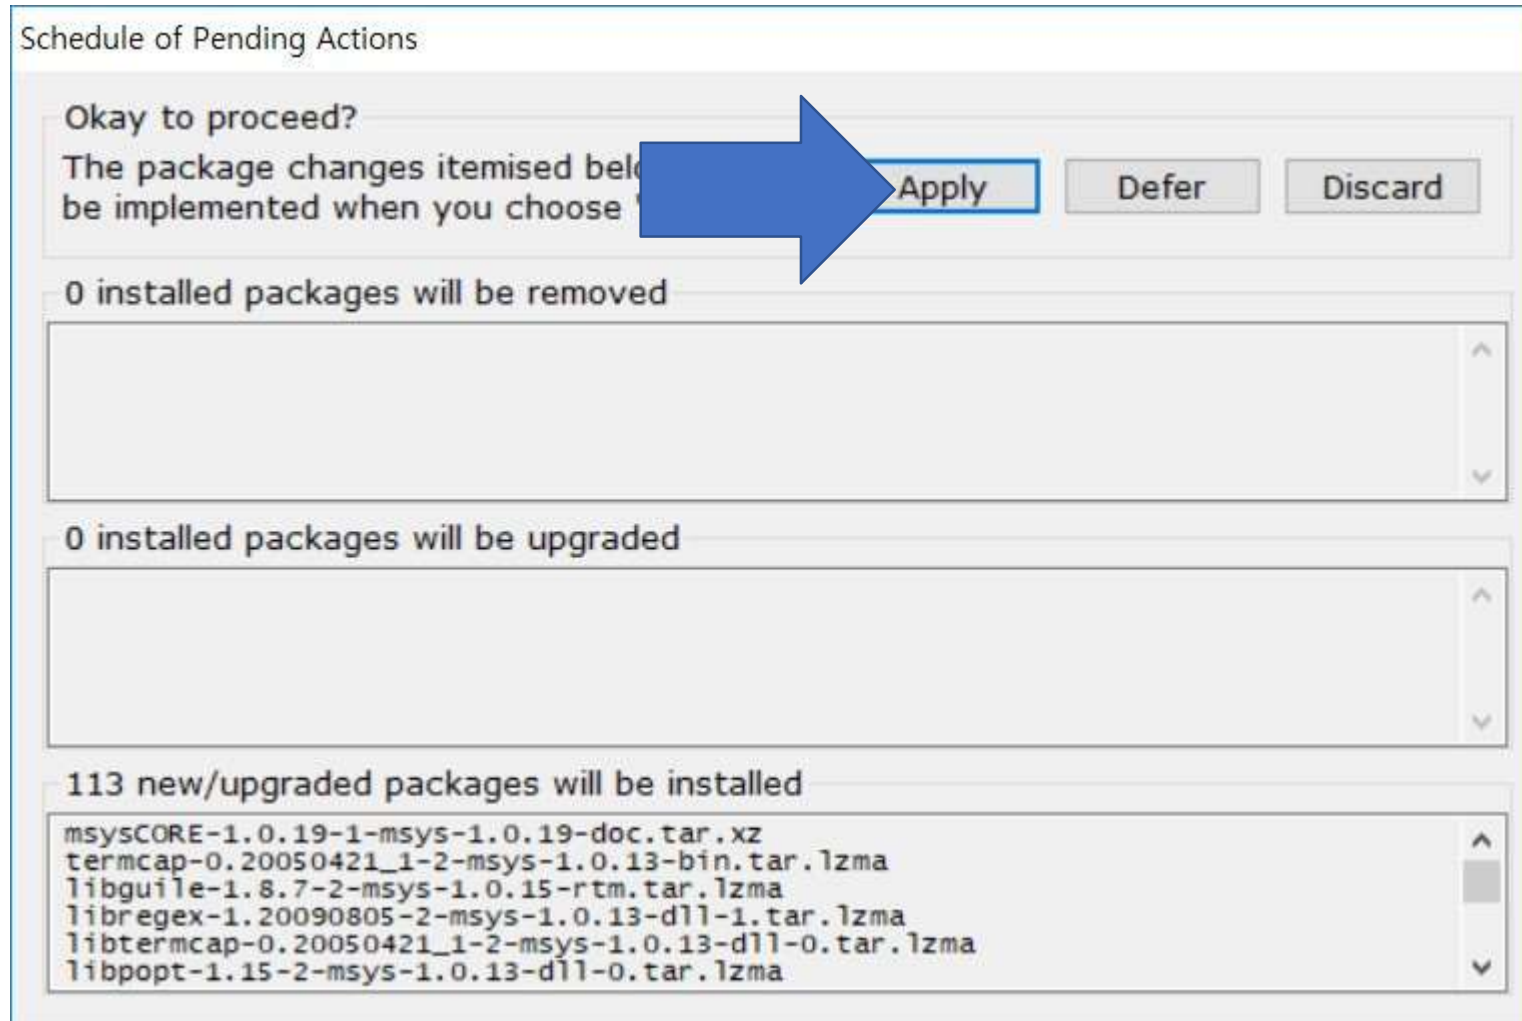 Schedule of Pending Actions
Okay to proceed?
The package changes itemised
be implemented when you choose
Apply
Defer
Discard
0 installed packages will be removed
0 installed packages will be upgraded
113 new/upgraded packages will be installed
msysCORE-1.0.19-1-msys-1.0.19-doc.tar.xz
termcap-0.20050421_1-2-msys-1.0.13-bin.tar.lzma
libguile-1.8.7-2-msys-1.0.15-rtm.tar.lzma
libregex-1.20090805-2-msys-1.0.13-dll-1.tar.lzma
libtermcap-0.20050421_1-2-msys-1.0.13-dll-0.tar.lzma
libpopt-1.15-2-msys-1.0.13-dll-0.tar.lzma